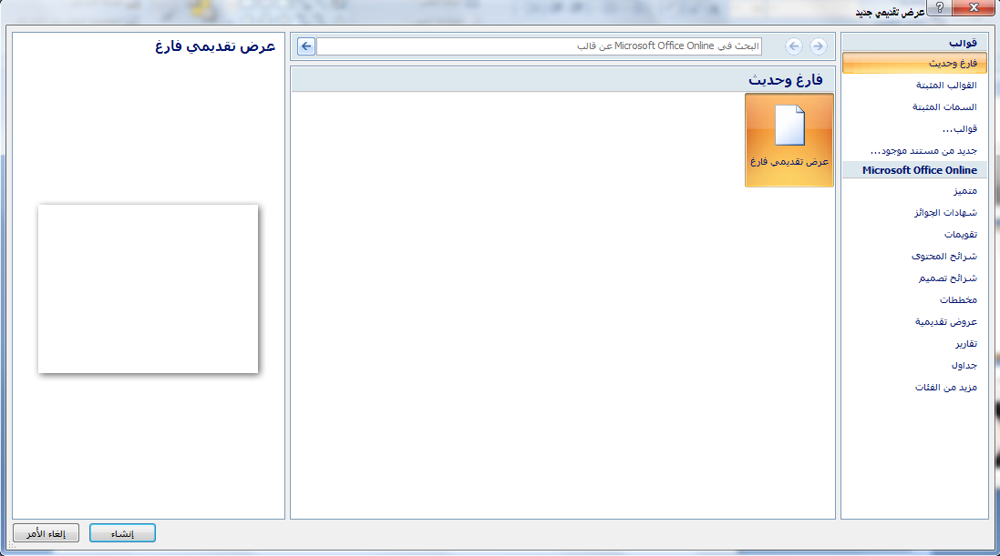 عرض تقديمي جديد
قوالب
فارغ وحديث
القوالب المثبتة
السمات المثبتة
قوالب...
جديد من مستند موجود...
Microsoft Office Online
متميز
شهادات الجوائز
تقويمات
شرائح المحتوى
شرائح تصميم
مخططات
عروض تقديمية
تقارير
جداول
مزيد من الفئات
البحث في Microsoft Office Online عن قالب
فارغ وحديث
عرض تقديمي فارغ
عرض تقديمي فارغ
إنشاء
إلغاء الأمر